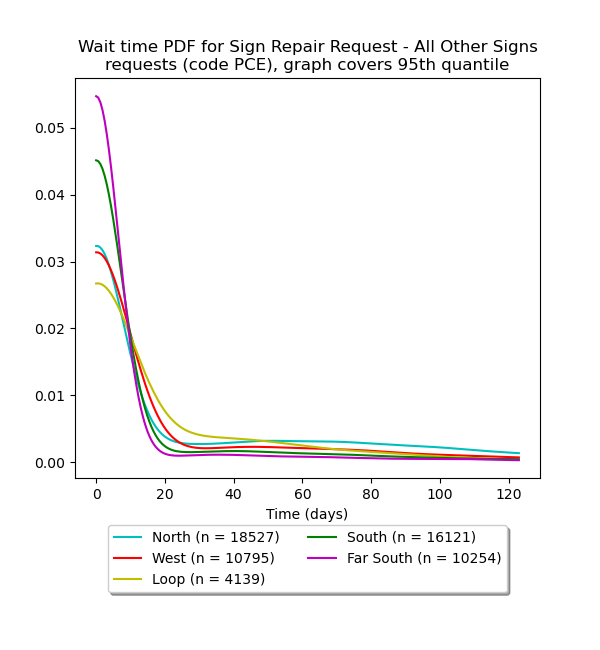 Wait time PDF for Sign Repair Request - All Other Signs
requests (code PCE), graph covers 95th quantile
0.05
0.04
0.03
0.02
0.01
0.00
0 20 40 60 80 100 120
Time (days)
North (n = 18527)
West (n = 10795)
Loop (n = 4139)
South (n = 16121)
Far South (n = 10254)